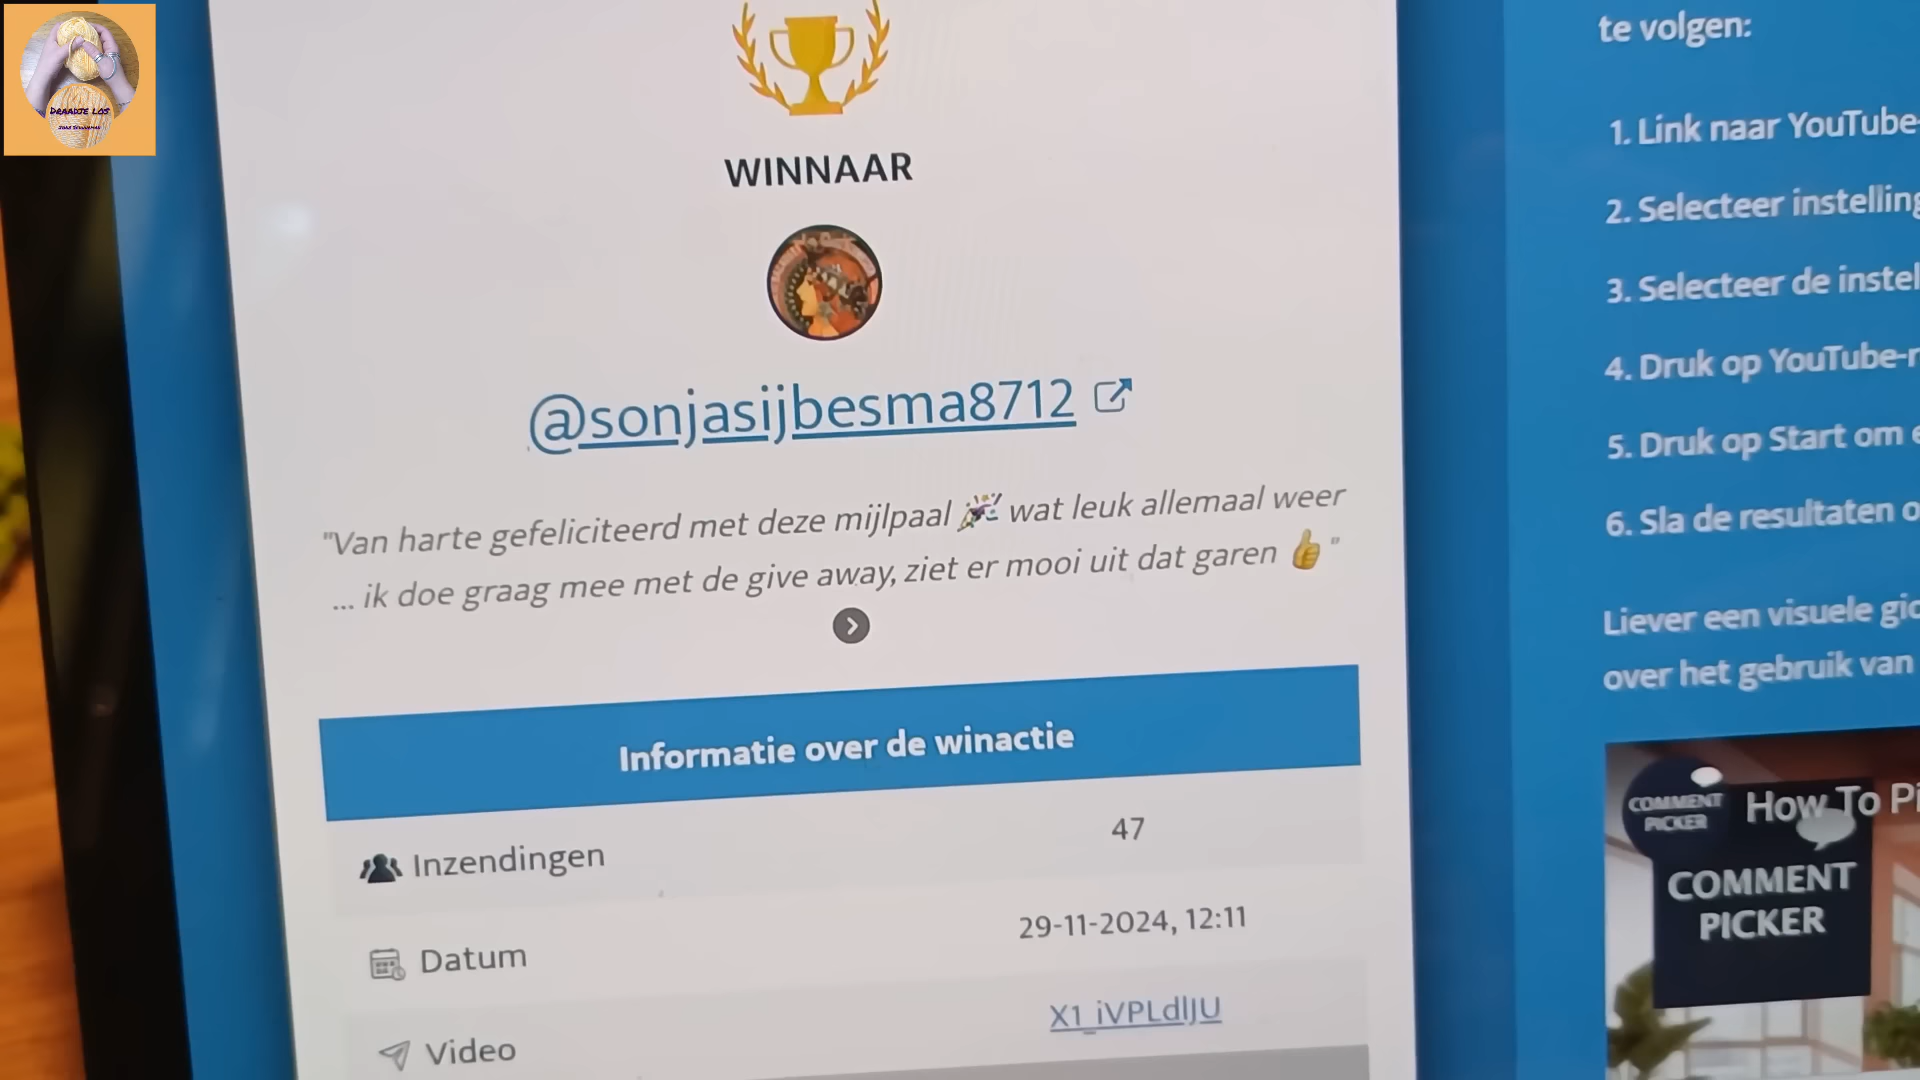 DRAADJE LOS
WINNAAR
@sonjasijbesma8712
"Van harte gefeliciteerd met deze mijlpaal 🎉 wat leuk allemaal weer
... ik doe graag mee met de give away, ziet er mooi uit dat garen 👍"
Informatie over de winactie
Inzendingen 47
Datum 29-11-2024, 12:11
Video X1_iVPLdlJU
te volgen:
1. Link naar YouTube-
2. Selecteer instelling
3. Selecteer de instel
4. Druk op YouTube-r
5. Druk op Start om e
6. Sla de resultaten o
Liever een visuele gid
over het gebruik van
COMMENT
PICKER
How To Pi
COMMENT
PICKER